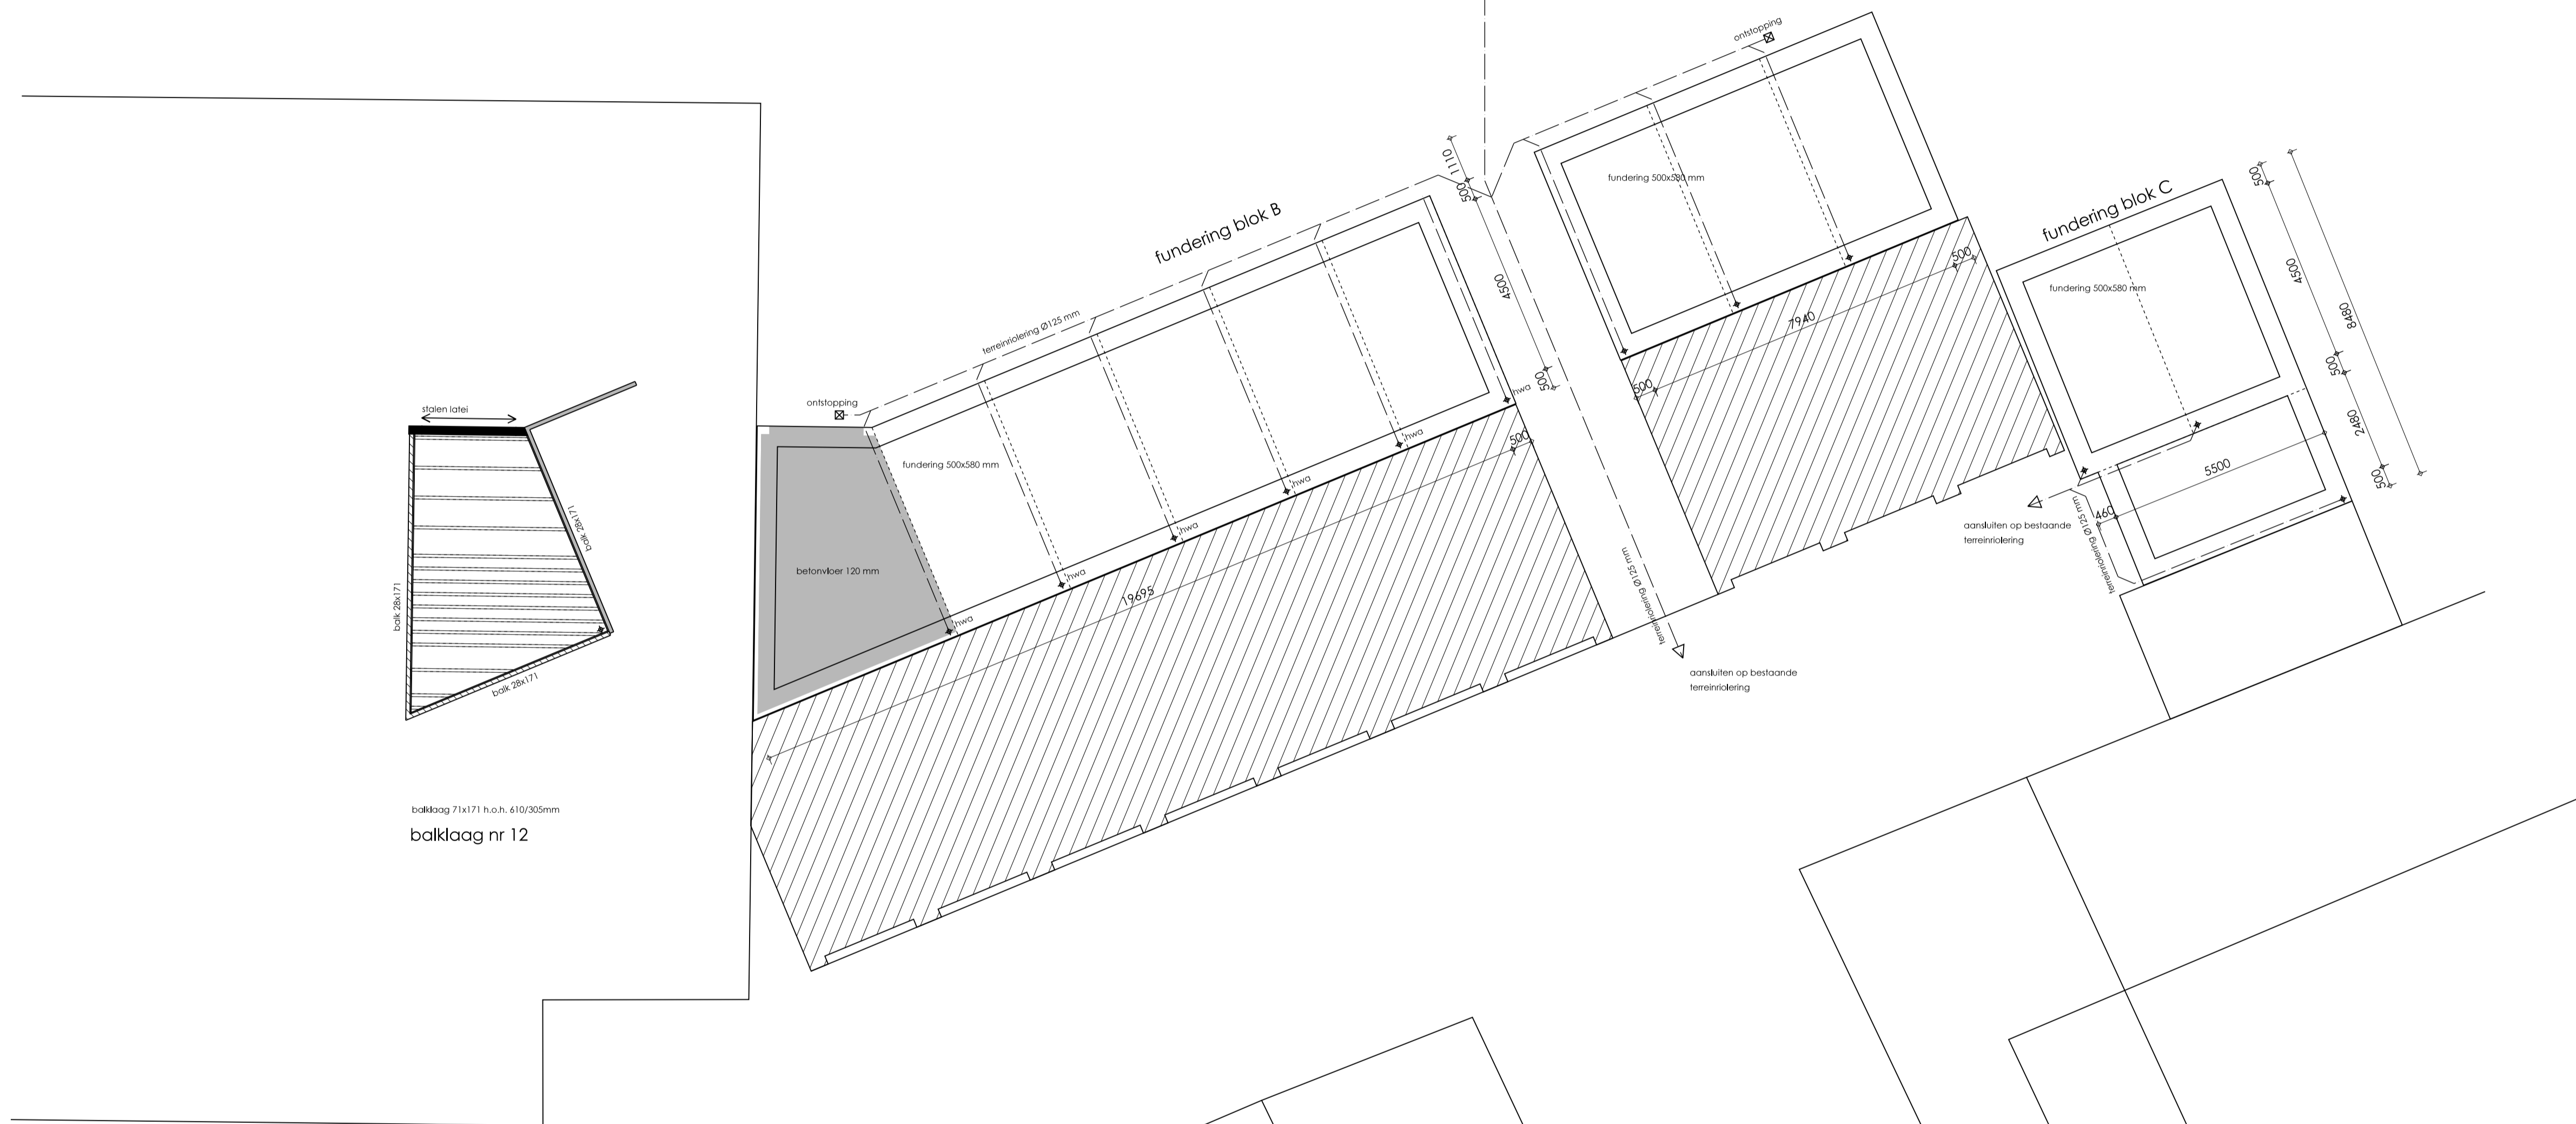 stalen latei
balk 28x171
balk 28x171
balk 28x171
balklaag 71x171 h.o.h. 610/305mm
balklaag nr 12
fundering blok B
ontstopping
terreinriolering Ø125 mm
fundering 500x580 mm
betonvloer 120 mm
hwa
hwa
hwa
hwa
hwa
hwa
19695
500
1110
500
4500
500
terreinriolering Ø125 mm
aansluiten op bestaande
terreinriolering
ontstopping
fundering 500x580 mm
500
7940
500
fundering blok C
fundering 500x580 mm
500
4500
8480
500
2480
500
5500
460
terreinriolering Ø125 mm
aansluiten op bestaande
terreinriolering